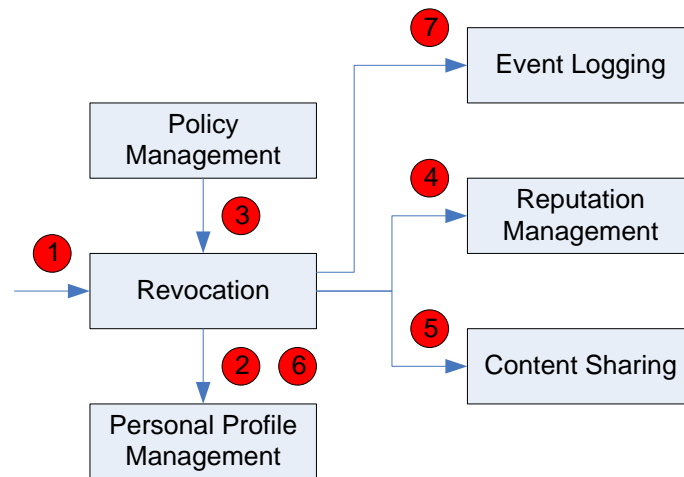 7
Event Logging
Policy
Management
4
Reputation
Management
3
1
Revocation
5
Content Sharing
2 6
Personal Profile
Management